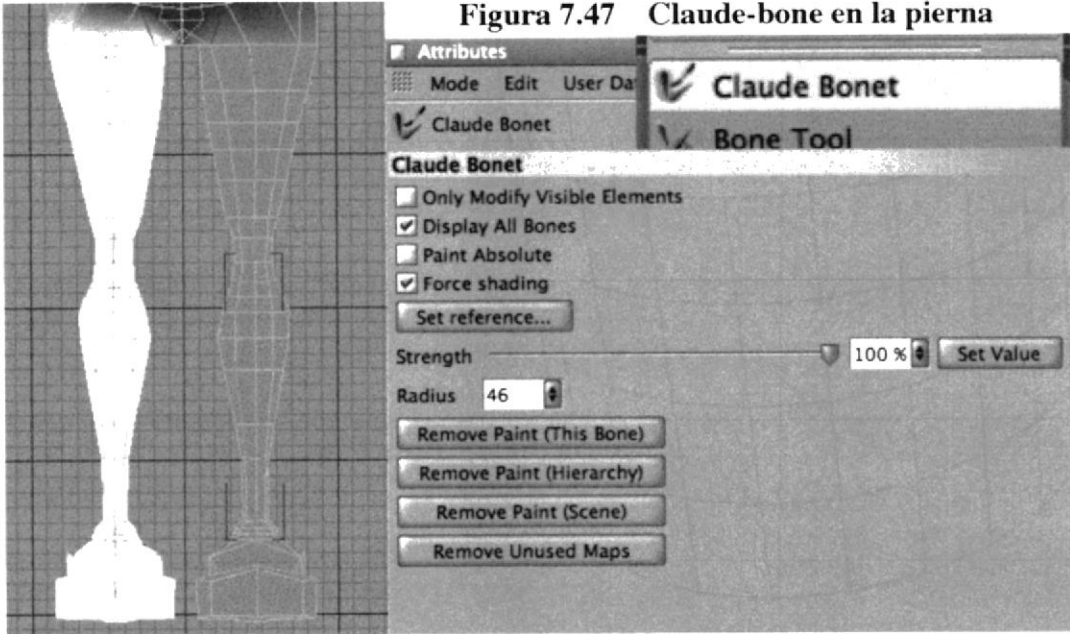 Figura 7.47 Claude-bone en la pierna
Attributes
Mode Edit User Da
Claude Bonet
Claude Bonet
Bone Tool
Claude Bonet
Only Modify Visible Elements
Display All Bones
Paint Absolute
Force shading
Set reference...
Strength 100 % Set Value
Radius 46
Remove Paint (This Bone)
Remove Paint (Hierarchy)
Remove Paint (Scene)
Remove Unused Maps